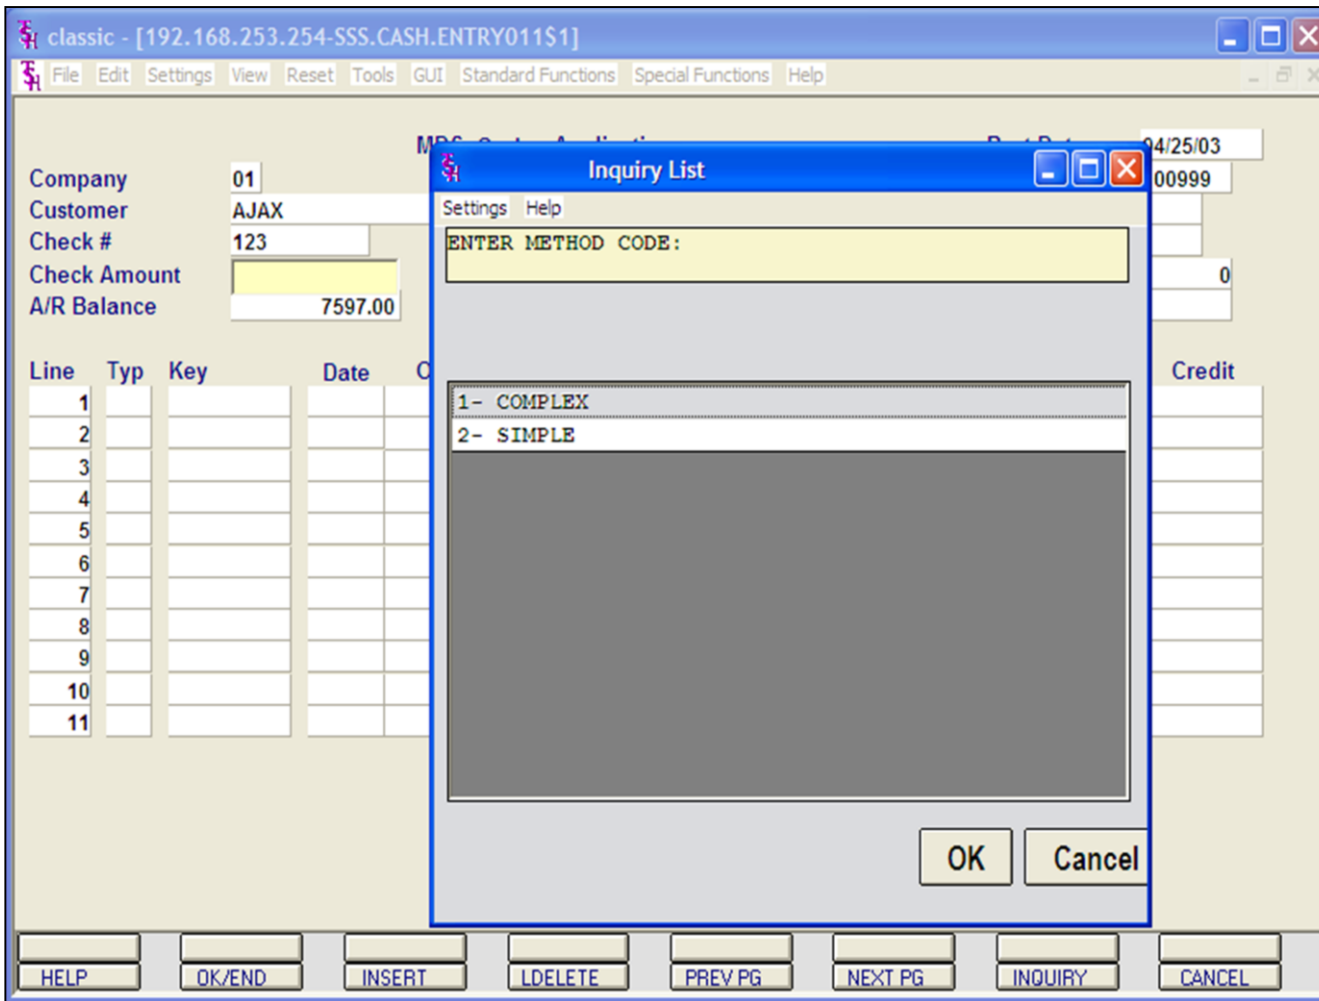 classic - [192.168.253.254-SSS.CASH.ENTRY011$1]
File Edit Settings View Reset Tools GUI Standard Functions Special Functions Help
04/25/03
Inquiry List
Company 01 00999
Customer AJAX
Settings Help
Check # 123
ENTER METHOD CODE:
Check Amount 0
A/R Balance 7597.00
Line Typ Key Date Credit
1
1- COMPLEX
2
2- SIMPLE
3
4
5
6
7
8
9
10
11
OK Cancel
HELP OK/END INSERT LDELETE PREV PG NEXT PG INQUIRY CANCEL